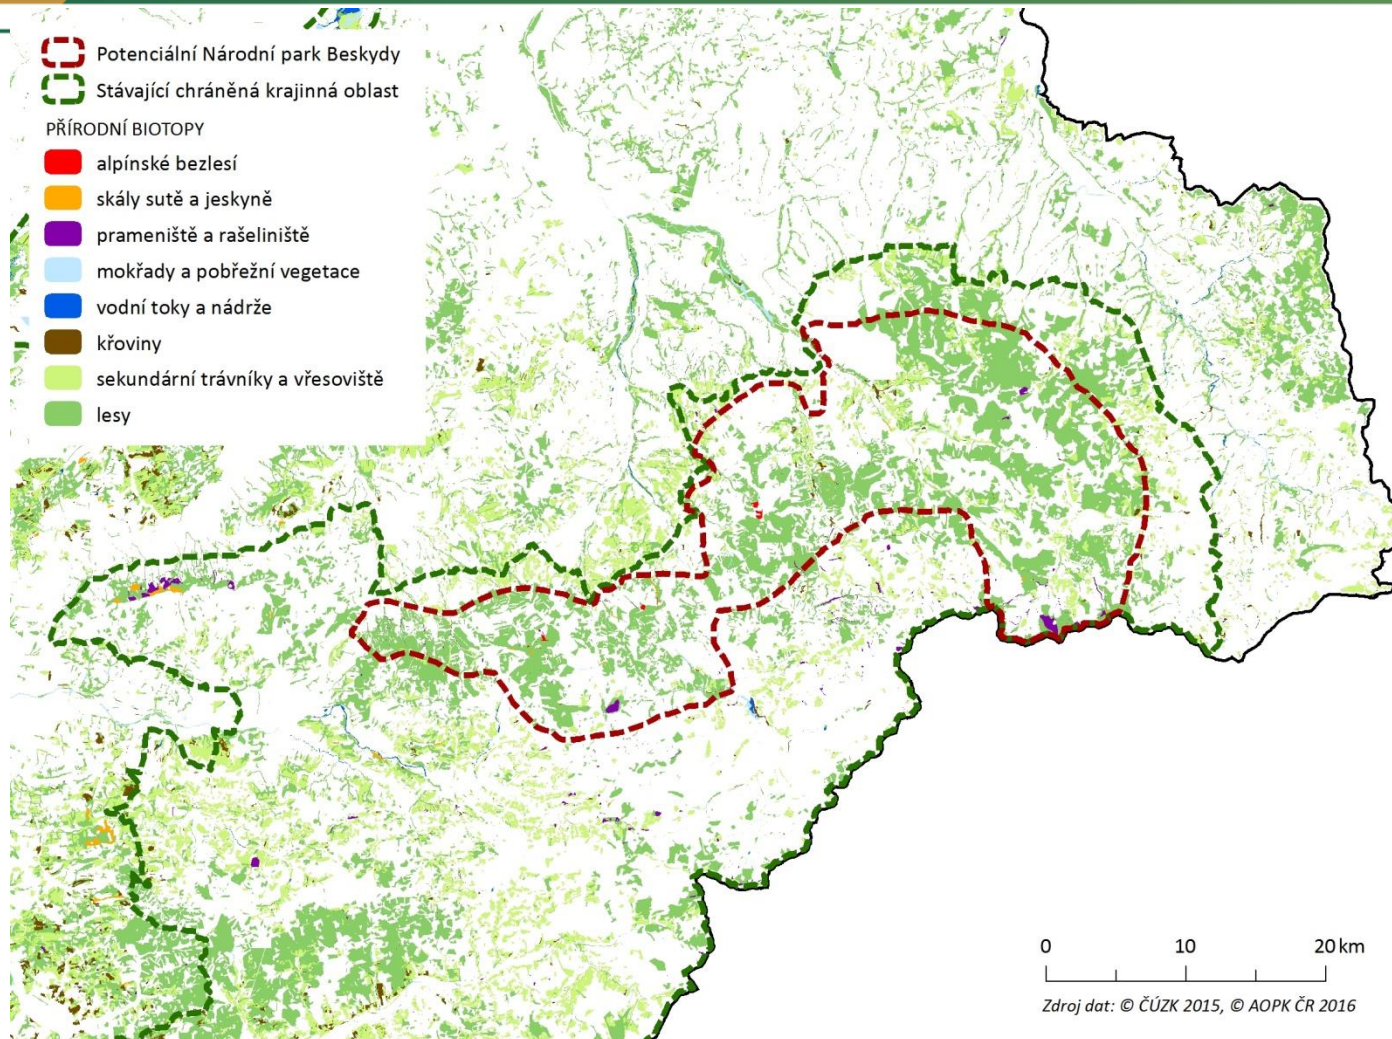 Potenciální Národní park Beskydy
Stávající chráněná krajinná oblast
PŘÍRODNÍ BIOTOPY
alpínské bezlesí
skály sutě a jeskyně
prameniště a rašeliniště
mokřady a pobřežní vegetace
vodní toky a nádrže
křoviny
sekundární trávníky a vřesoviště
lesy
0 10 20 km
Zdroj dat: © ČÚZK 2015, © AOPK ČR 2016